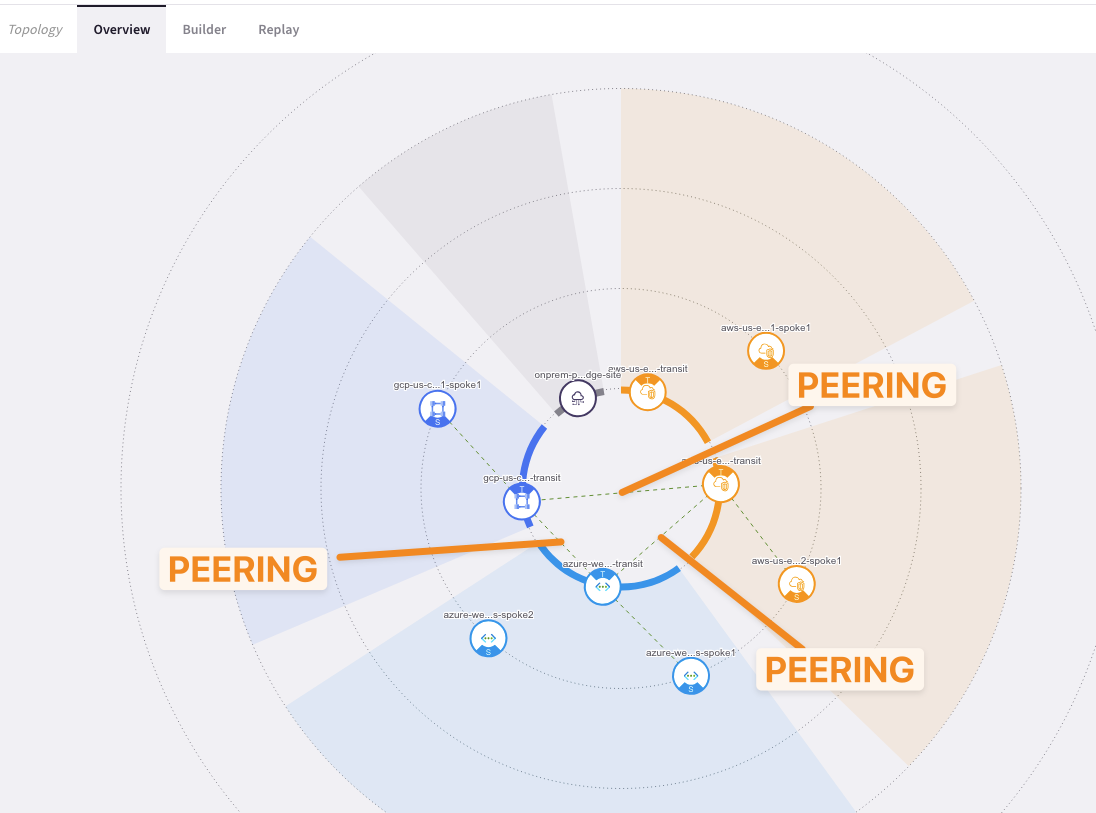 Topology
Overview
Builder
Replay
aws-us-e...1-spoke1
onprem-p...dge-site
aws-us-e...-transit
PEERING
gcp-us-c...1-spoke1
T
S
S
T
-us-e...-transit
gcp-us-c...-transit
T
T
PEERING
azure-we...-transit
aws-us-e...2-spoke1
T
S
azure-we...s-spoke2
S
azure-we...s-spoke1
S
PEERING